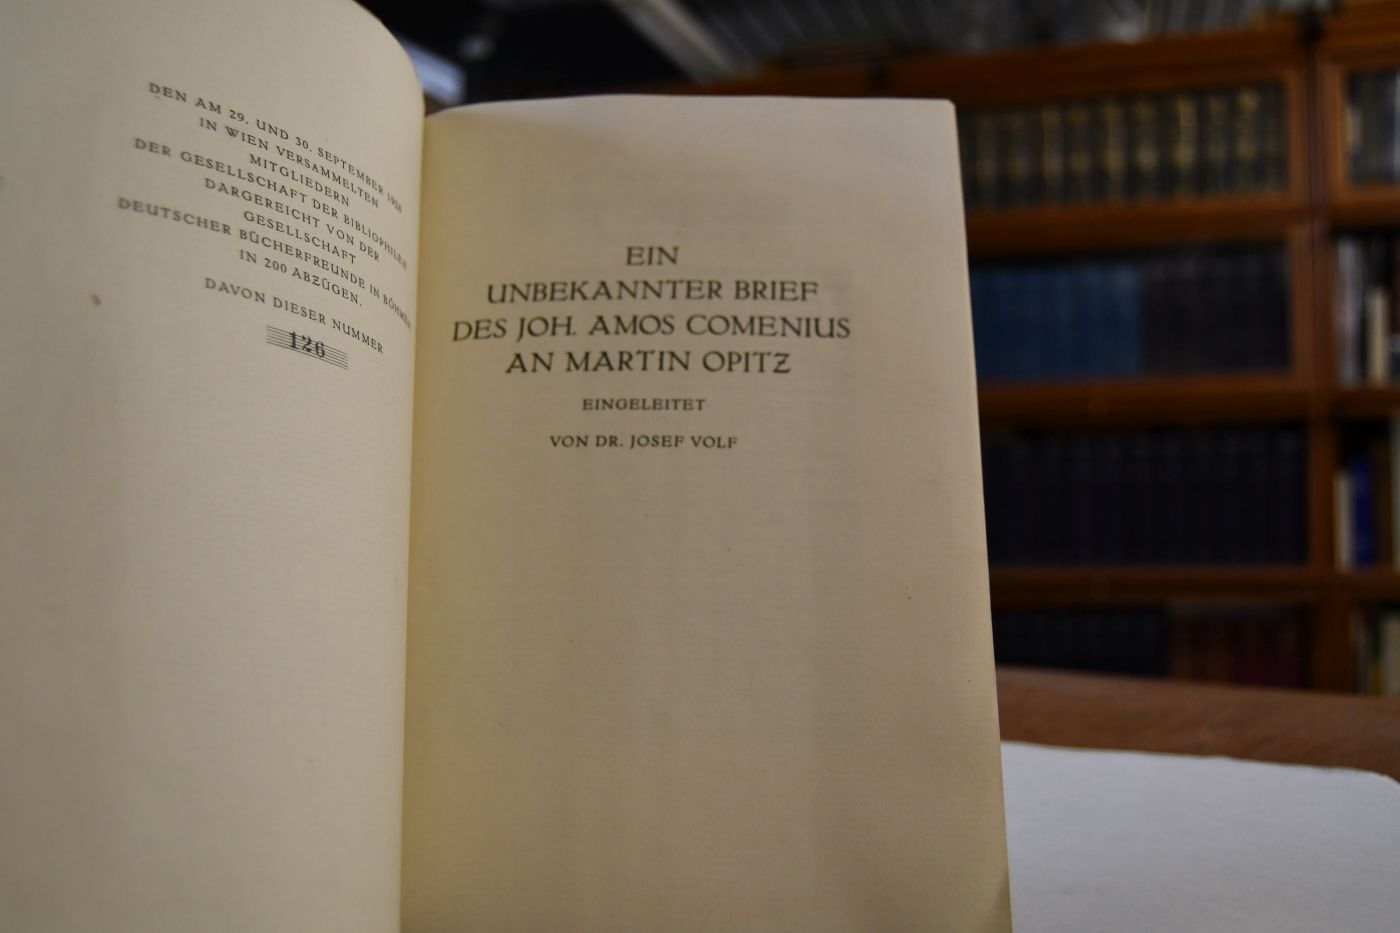 DEN AM 29. UND 30. SEPTEMBER 1928
IN WIEN VERSAMMELTEN
MITGLIEDERN
DER GESELLSCHAFT DER BIBLIOPHILEN
DARGEREICHT VON DER
GESELLSCHAFT
DEUTSCHER BÜCHERFREUNDE IN BÖHMEN
IN 200 ABZÜGEN.
DAVON DIESER NUMMER
126
EIN
UNBEKANNTER BRIEF
DES JOH. AMOS COMENIUS
AN MARTIN OPITZ
EINGELEITET
VON DR. JOSEF VOLF